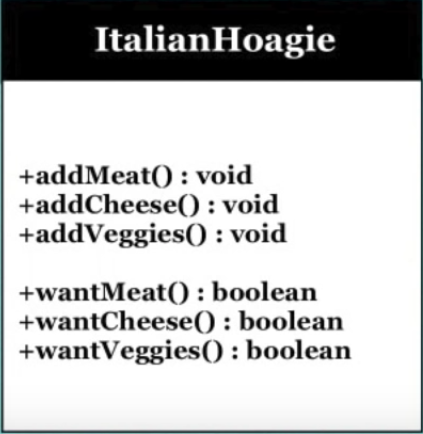 ItalianHoagie
+addMeat() : void
+addCheese() : void
+addVeggies() : void
+wantMeat() : boolean
+wantCheese() : boolean
+wantVeggies() : boolean